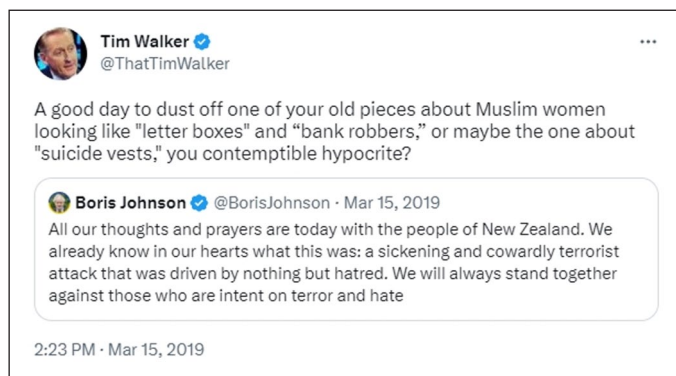 Tim Walker
@ThatTimWalker
A good day to dust off one of your old pieces about Muslim women
looking like "letter boxes" and “bank robbers,” or maybe the one about
"suicide vests," you contemptible hypocrite?
Boris Johnson @BorisJohnson · Mar 15, 2019
All our thoughts and prayers are today with the people of New Zealand. We
already know in our hearts what this was: a sickening and cowardly terrorist
attack that was driven by nothing but hatred. We will always stand together
against those who are intent on terror and hate
2:23 PM · Mar 15, 2019